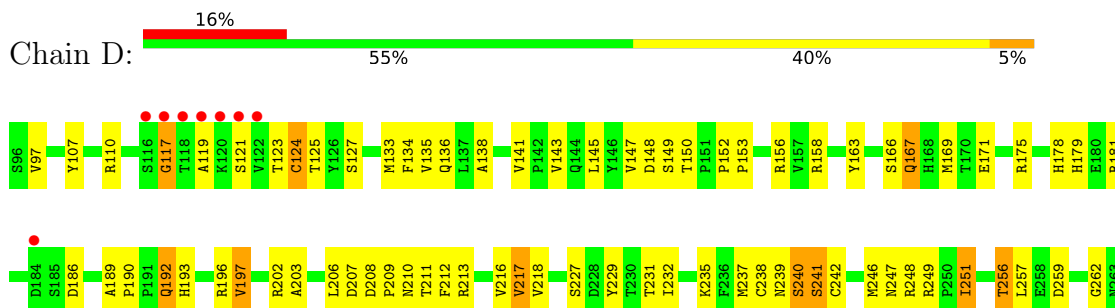 16%
Chain D:
55% 40% 5%
S96 V97 Y107 R110 S116 G117 T118 A119 K120 S121 V122 T123 C124 T125 Y126 S127 M133 F134 V135 Q136 L137 A138 V141 P142 V143 Q144 L145 Y146 V147 D148 S149 T150 P151 P152 P153 R156 V157 R158 Y163 S166 Q167 H168 M169 T170 E171 R175 H178 H179 E180
D184 S185 D186 A189 P190 P191 Q192 H193 R196 V197 R202 A203 L206 D207 D208 P209 N210 T211 F212 R213 V216 V217 V218 S227 D228 Y229 T230 T231 I232 K235 F236 M237 C238 N239 S240 S241 C242 M246 N247 R248 R249 P250 I251 T256 L257 E258 D259 G262